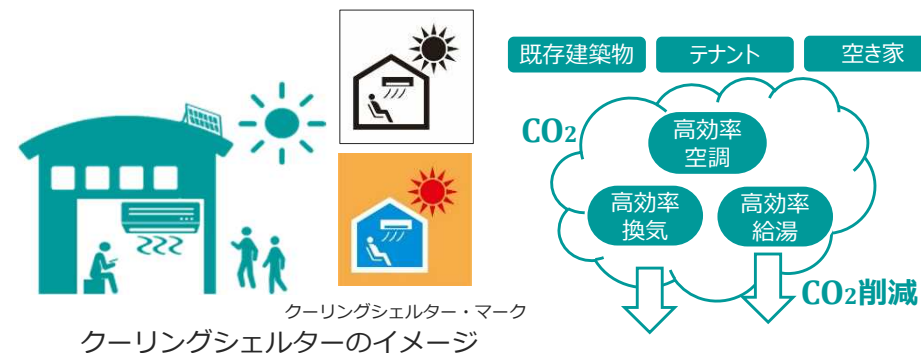 クーリングシェルター・マーク
クーリングシェルターのイメージ
既存建築物
テナント
空き家
CO2
高効率
空調
高効率
換気
高効率
給湯
CO2削減